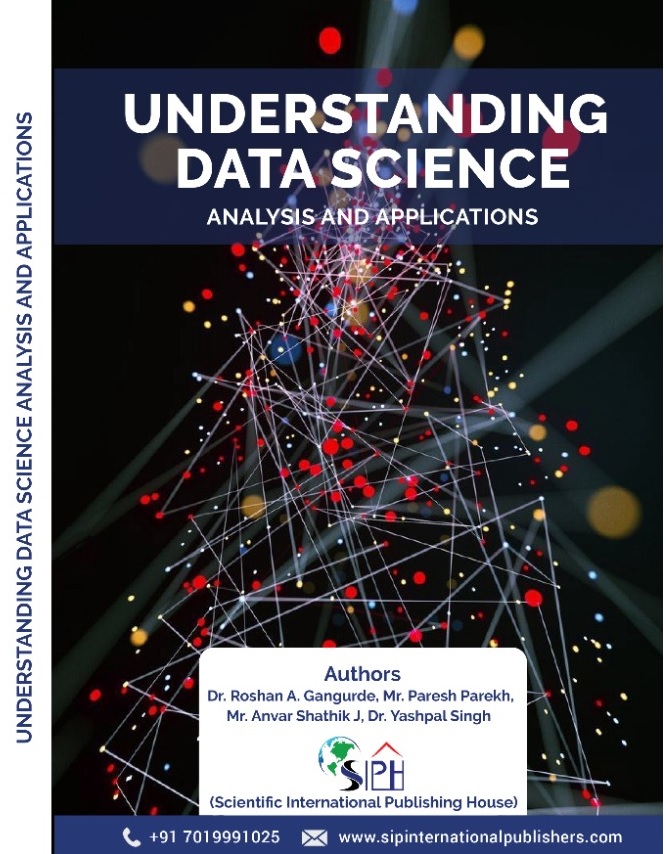 UNDERSTANDING DATA SCIENCE ANALYSIS AND APPLICATIONS
UNDERSTANDING
DATA SCIENCE
ANALYSIS AND APPLICATIONS
Authors
Dr. Roshan A. Gangurde, Mr. Paresh Parekh,
Mr. Anvar Shathik J, Dr. Yashpal Singh
SIPH
(Scientific International Publishing House)
+91 7019991025 www.sipinternationalpublishers.com